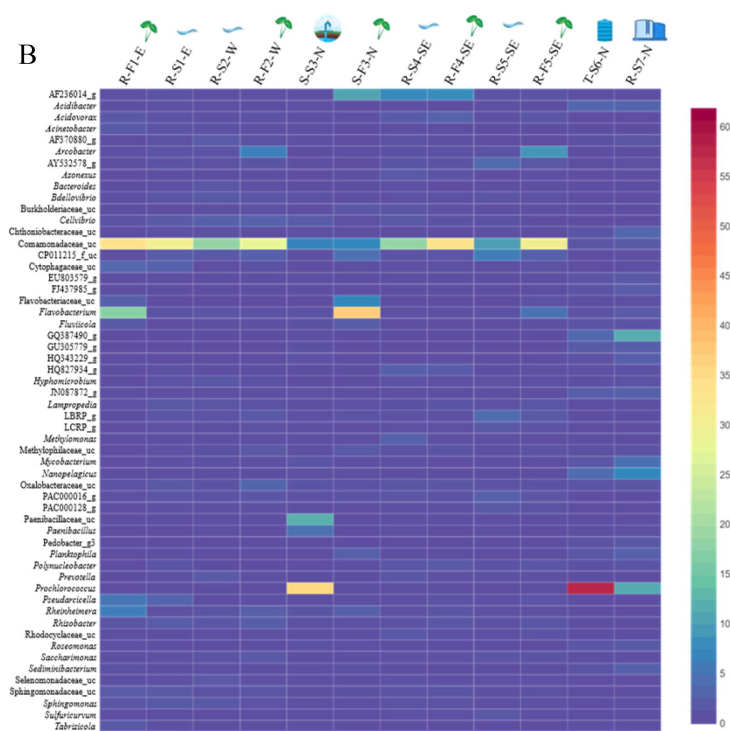 B
R-F1-E
R-S1-E
R-S2-W
R-F2-W
S-S3-N
S-F3-N
R-S4-SE
R-F4-SE
R-S5-SE
R-F5-SE
T-S6-N
R-S7-N
AF236014_g
Acidibacter
Acidovorax
Acinetobacter
AF370880_g
Arcobacter
AY532578_g
Azonexus
Bacteroides
Bdellovibrio
Burkholderiaceae_uc
Cellvibrio
Chthoniobacteraceae_uc
Comamonadaceae_uc
CP011215_f_uc
Cytophagaceae_uc
EU803579_g
FJ437985_g
Flavobacteriaceae_uc
Flavobacterium
Fluviicola
GQ387490_g
GU305779_g
HQ343229_g
HQ827934_g
Hyphomicrobium
JN087872_g
Lampropedia
LBRP_g
LCRP_g
Methylomonas
Methylophilaceae_uc
Mycobacterium
Nanopelagicus
Oxalobacteraceae_uc
PAC000016_g
PAC000128_g
Paenibacillaceae_uc
Paenibacillus
Pedobacter_g3
Planktophila
Polynucleobacter
Prevotella
Prochlorococcus
Pseudarcicella
Rheinheimera
Rhizobacter
Rhodocyclaceae_uc
Roseomonas
Saccharimonas
Sediminibacterium
Selenomonadaceae_uc
Sphingomonadaceae_uc
Sphingomonas
Sulfuricurvum
Tabrizicola
60
55
50
45
40
35
30
25
20
15
10
5
0